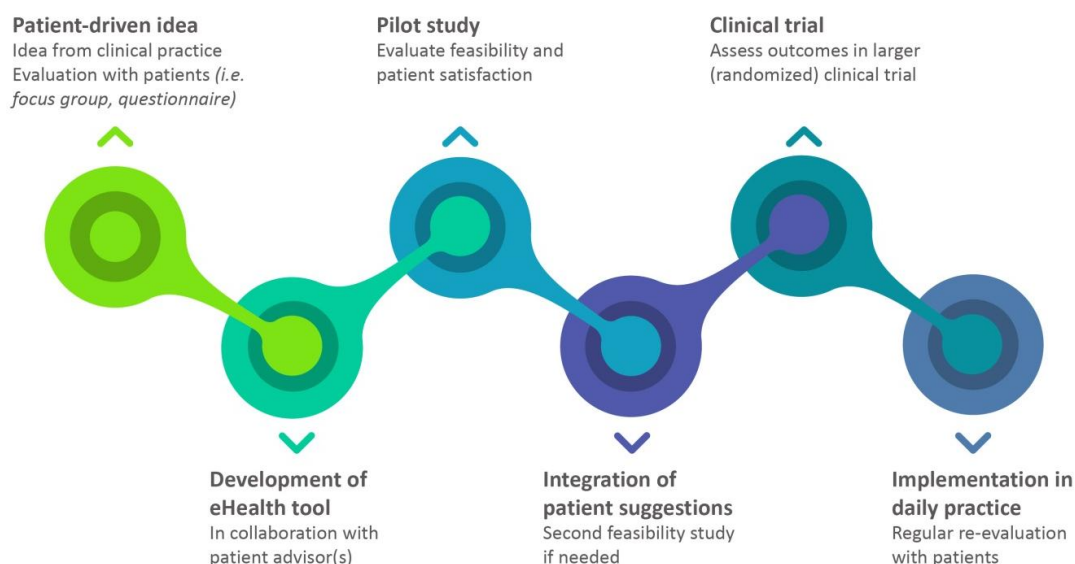 Patient-driven idea
Idea from clinical practice
Evaluation with patients (i.e.
focus group, questionnaire)
Development of
eHealth tool
In collaboration with
patient advisor(s)
Pilot study
Evaluate feasibility and
patient satisfaction
Integration of
patient suggestions
Second feasibility study
if needed
Clinical trial
Assess outcomes in larger
(randomized) clinical trial
Implementation in
daily practice
Regular re-evaluation
with patients